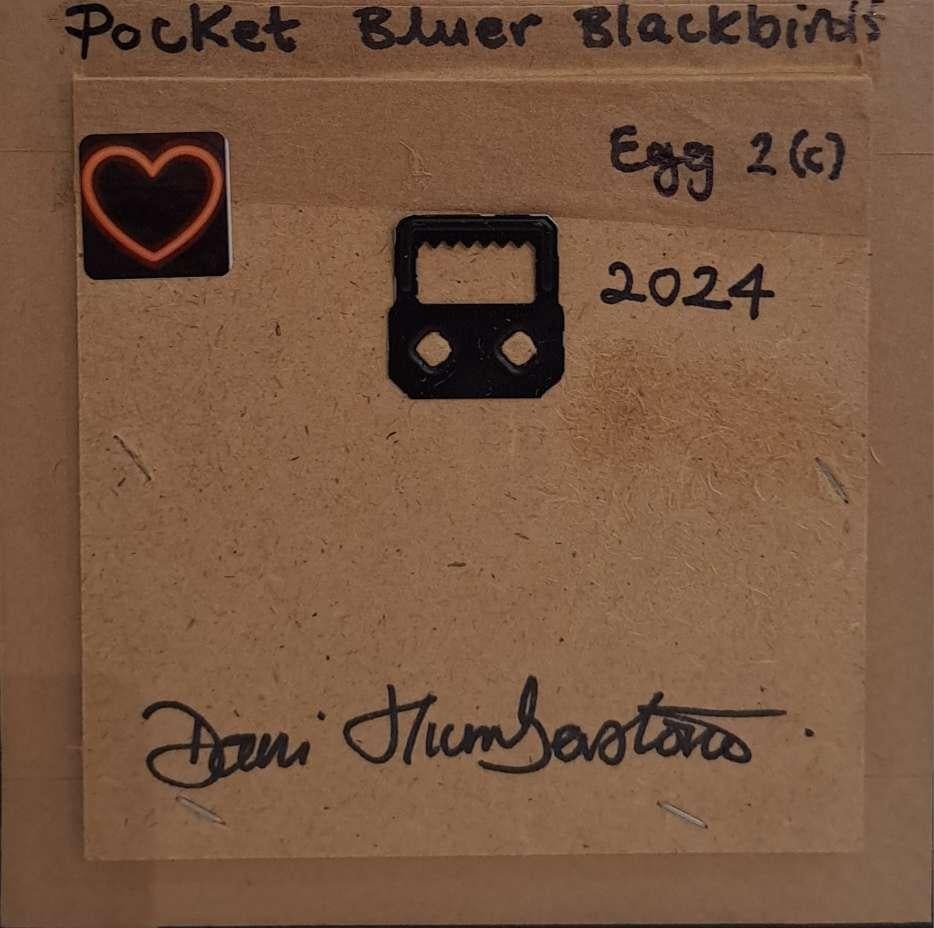 Pocket Bluer Blackbirds
Egg 2(c)
2024
Dani Humberstone